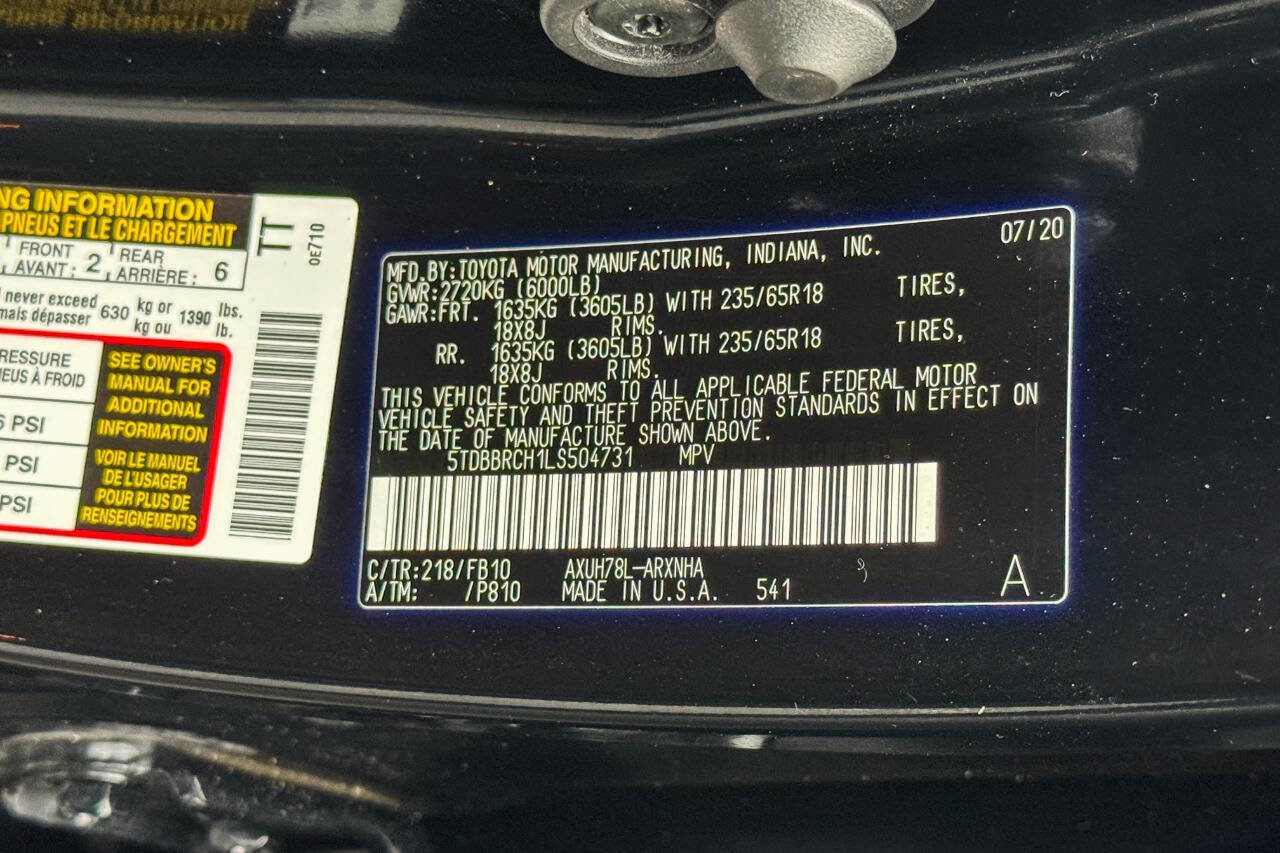 NG INFORMATION
PNEUS ET LE CHARGEMENT
TT
0E710
FRONT 2 REAR 6
AVANT: ARRIÈRE:
never exceed 630 kg or 1390 lbs.
mais dépasser kg ou lb.
RESSURE
NEUS À FROID
PSI
PSI
PSI
SEE OWNER'S
MANUAL FOR
ADDITIONAL
INFORMATION
VOIR LE MANUEL
DE L'USAGER
POUR PLUS DE
RENSEIGNEMENTS
07/20
MFD.BY:TOYOTA MOTOR MANUFACTURING, INDIANA, INC.
GVWR:2720KG (6000LB)
GAWR:FRT. 1635KG (3605LB) WITH 235/65R18 TIRES,
18X8J RIMS.
RR. 1635KG (3605LB) WITH 235/65R18 TIRES,
18X8J RIMS.
THIS VEHICLE CONFORMS TO ALL APPLICABLE FEDERAL MOTOR
VEHICLE SAFETY AND THEFT PREVENTION STANDARDS IN EFFECT ON
THE DATE OF MANUFACTURE SHOWN ABOVE.
5TDBBRCH1LS504731 MPV
C/TR:218/FB10 AXUH78L-ARXNHA
A/TM: /P810 MADE IN U.S.A. 541
A